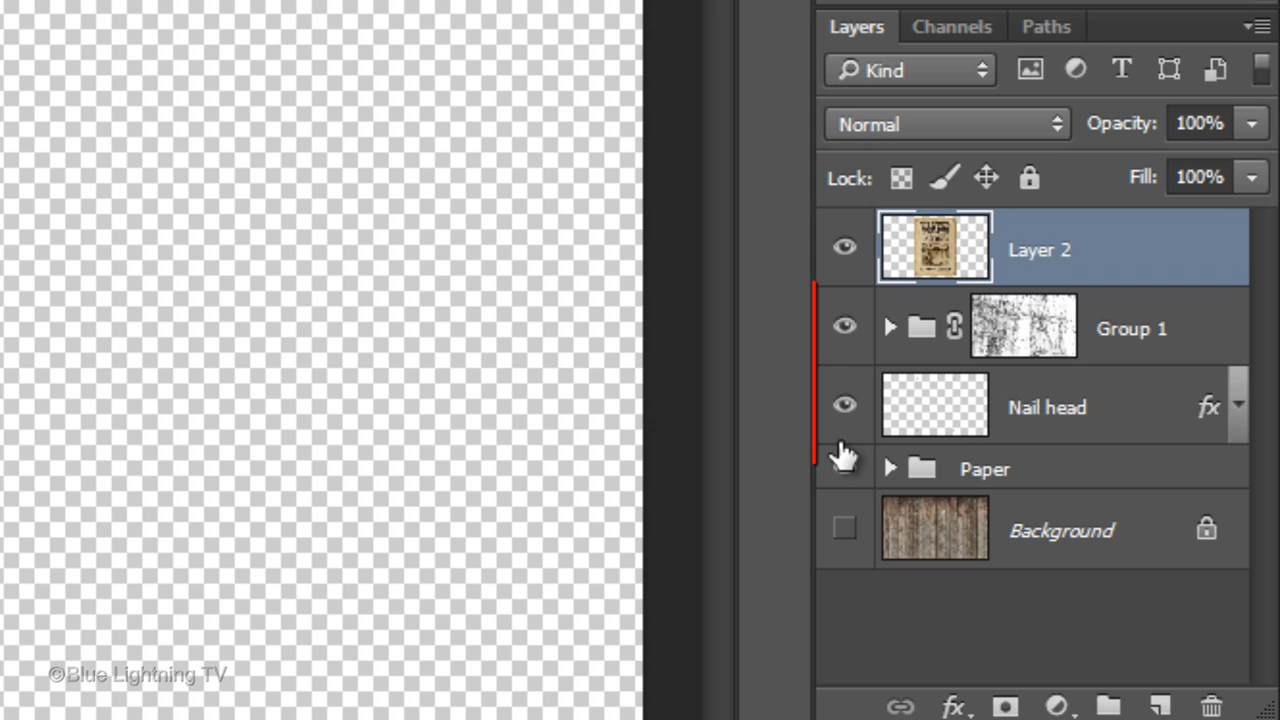 Layers Channels Paths
Kind
Normal Opacity: 100%
Lock: Fill: 100%
Layer 2
Group 1
Nail head fx
Paper
Background
©Blue Lightning TV
fx